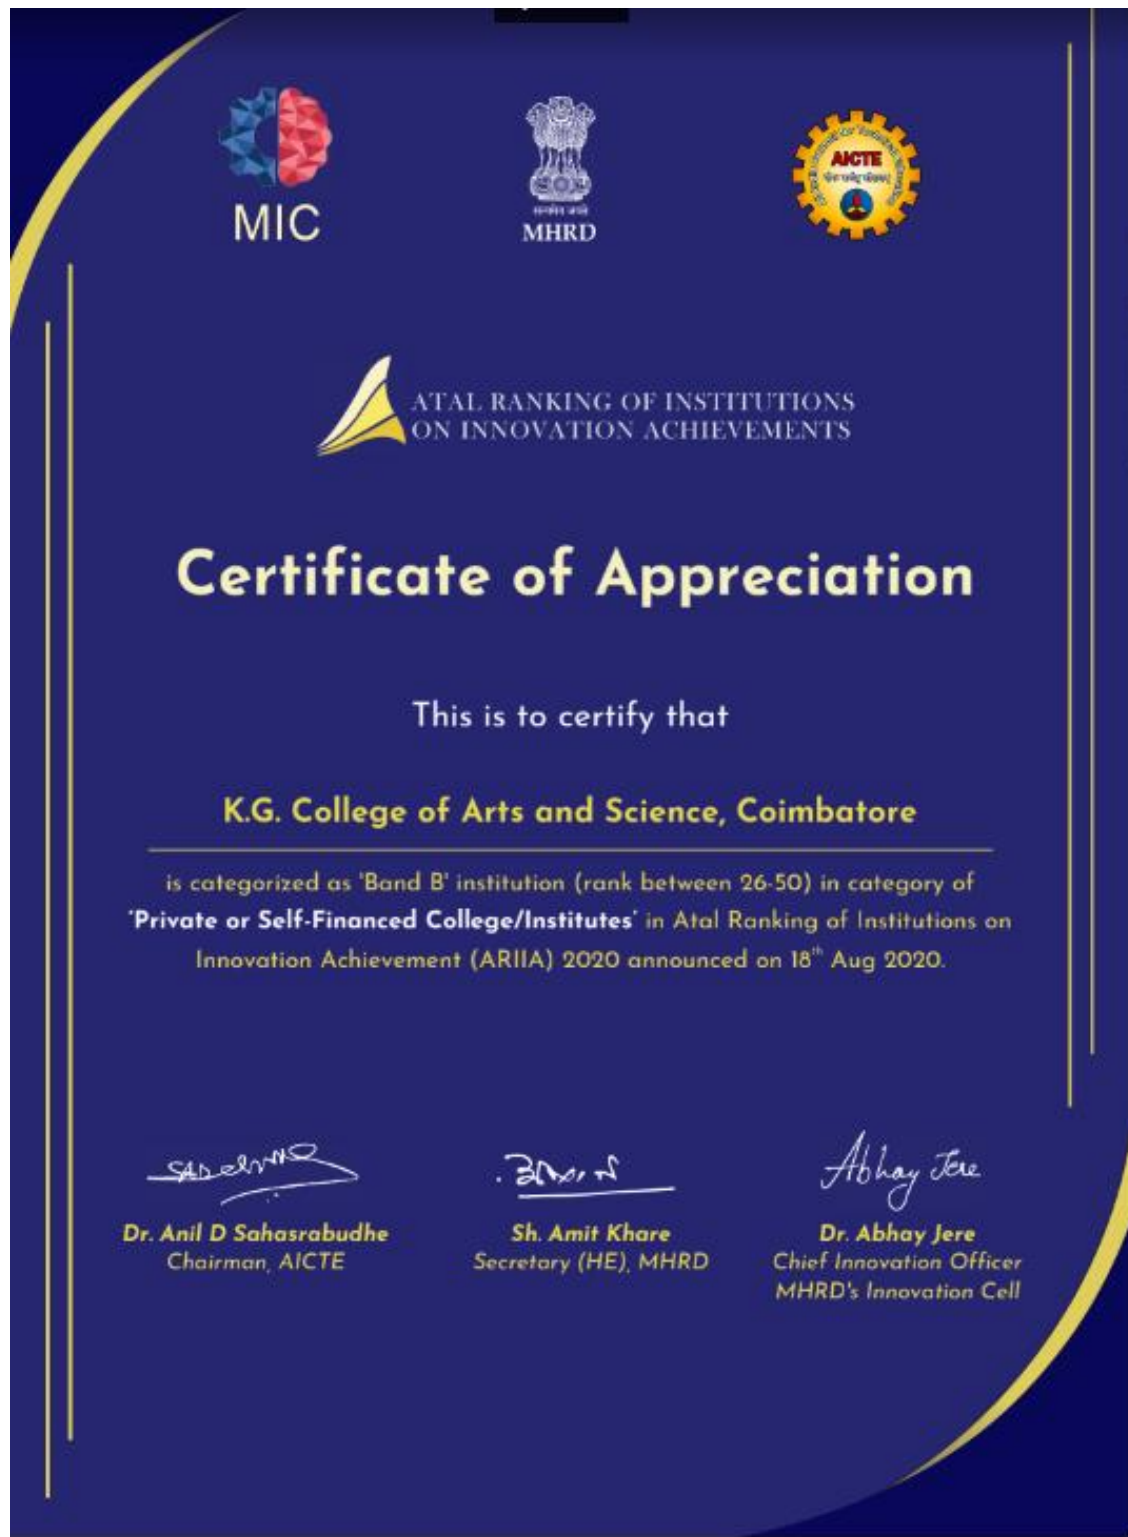 MIC
MHRD
AICTE
ATAL RANKING OF INSTITUTIONS
ON INNOVATION ACHIEVEMENTS
Certificate of Appreciation
This is to certify that
K.G. College of Arts and Science, Coimbatore
is categorized as 'Band B' institution (rank between 26-50) in category of
'Private or Self-Financed College/Institutes' in Atal Ranking of Institutions on
Innovation Achievement (ARIIA) 2020 announced on 18th Aug 2020.
Abhay Jere
Dr. Anil D Sahasrabudhe
Chairman, AICTE
Sh. Amit Khare
Secretary (HE), MHRD
Dr. Abhay Jere
Chief Innovation Officer
MHRD's Innovation Cell